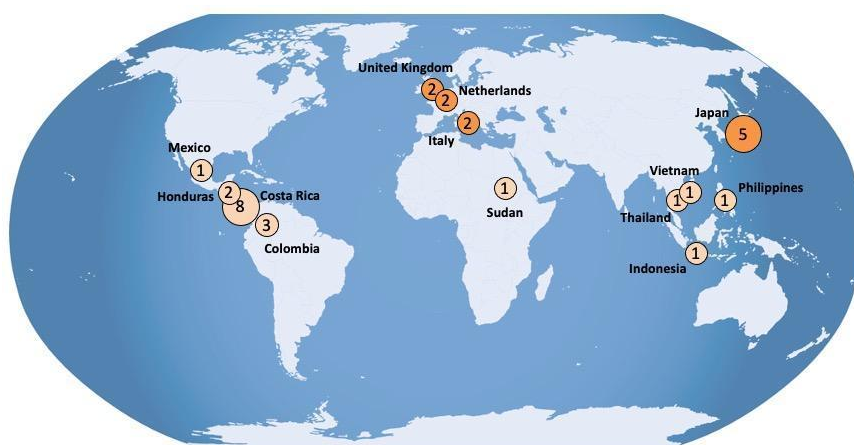 United Kingdom
2
Netherlands
2
Italy
2
Japan
5
Mexico
1
Honduras
2
Costa Rica
8
Colombia
3
Sudan
1
Vietnam
1
Thailand
1
Philippines
1
Indonesia
1